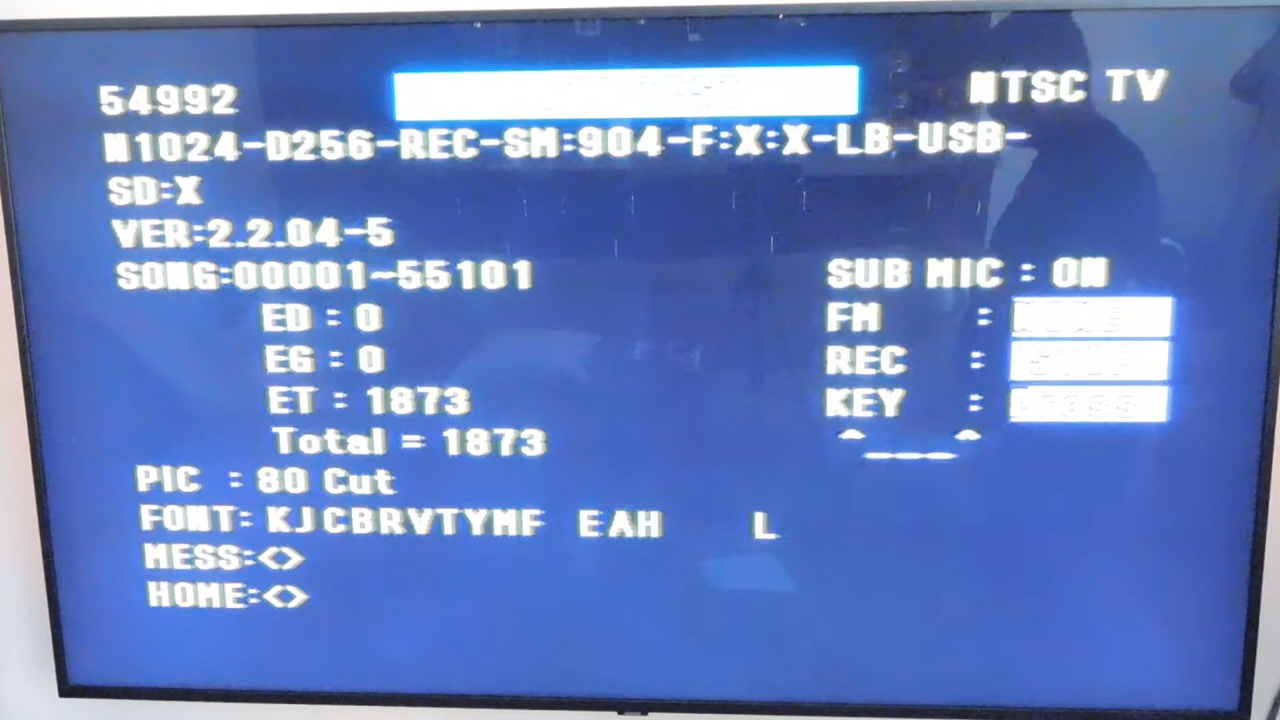 54992 NTSC TV
N1024-D256-REC-SM:904-F:X:X-LB-USB-
SD:X
VER:2.2.04-5
SONG:00001~55101 SUB MIC : ON
ED : 0 FM :
EG : 0 REC :
ET : 1873 KEY :
Total = 1873
PIC : 80 Cut
FONT: KJCBRVTYMF EAH L
MESS:<>
HOME:<>